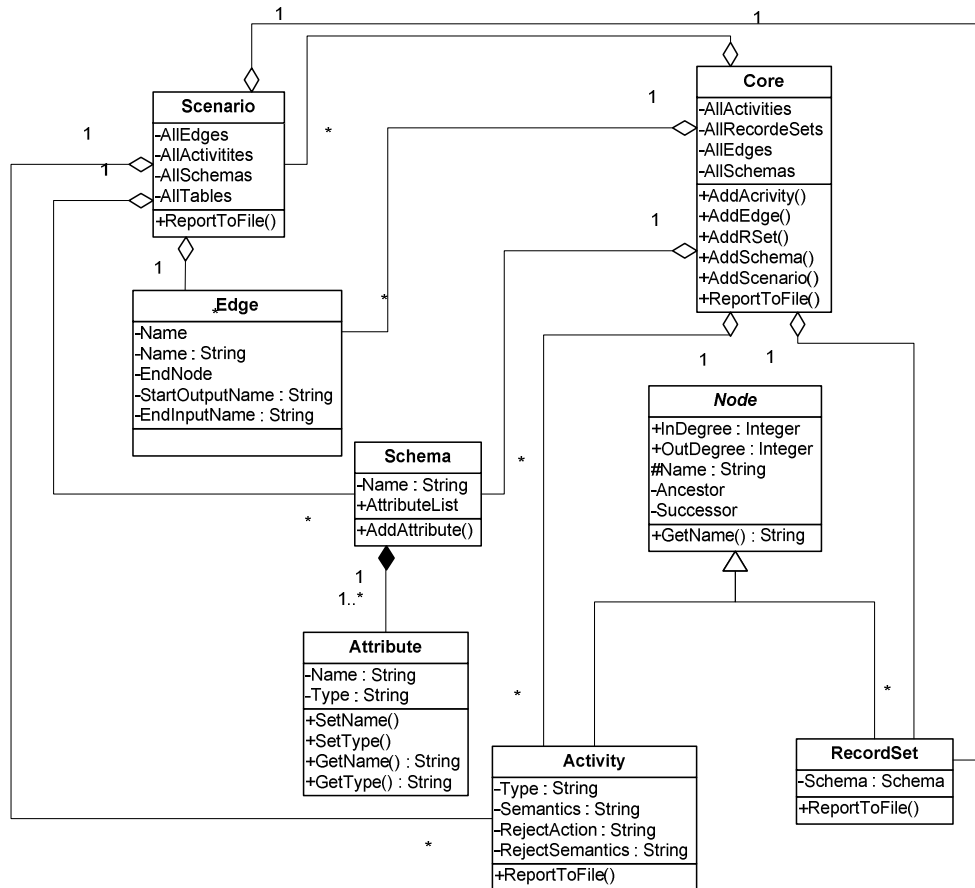 1
1
Scenario
-AllEdges
-AllActivitites
-AllSchemas
-AllTables
+ReportToFile()
Core
-AllActivities
-AllRecordeSets
-AllEdges
-AllSchemas
+AddAcrivity()
+AddEdge()
+AddRSet()
+AddSchema()
+AddScenario()
+ReportToFile()
1
1
*
1
1
1
*
*
Edge
-Name
-Name : String
-EndNode
-StartOutputName : String
-EndInputName : String
1
1
Node
+InDegree : Integer
+OutDegree : Integer
#Name : String
-Ancestor
-Successor
+GetName() : String
Schema
-Name : String
+AttributeList
+AddAttribute()
*
*
1
1..*
Attribute
-Name : String
-Type : String
+SetName()
+SetType()
+GetName() : String
+GetType() : String
*
*
Activity
-Type : String
-Semantics : String
-RejectAction : String
-RejectSemantics : String
+ReportToFile()
*
RecordSet
-Schema : Schema
+ReportToFile()